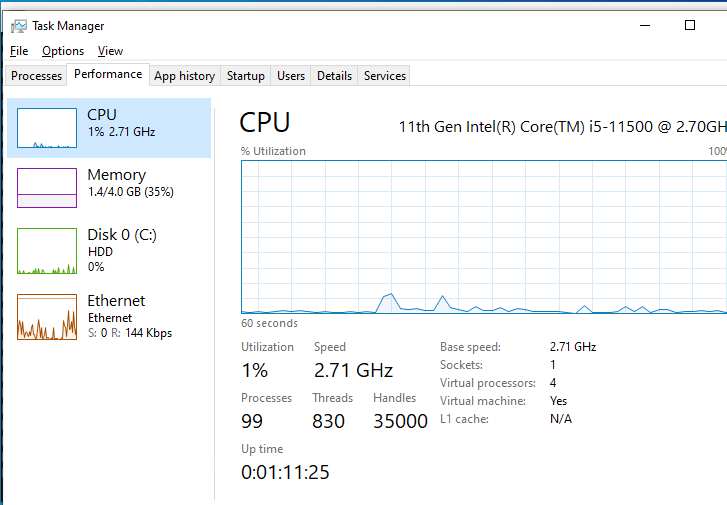 Task Manager
File Options View
Processes Performance App history Startup Users Details Services
CPU
1% 2.71 GHz
Memory
1.4/4.0 GB (35%)
Disk 0 (C:)
HDD
0%
Ethernet
Ethernet
S: 0 R: 144 Kbps
CPU 11th Gen Intel(R) Core(TM) i5-11500 @ 2.70GH
% Utilization 100%
60 seconds
Utilization Speed
1% 2.71 GHz
Processes Threads Handles
99 830 35000
Up time
0:01:11:25
Base speed: 2.71 GHz
Sockets: 1
Virtual processors: 4
Virtual machine: Yes
L1 cache: N/A